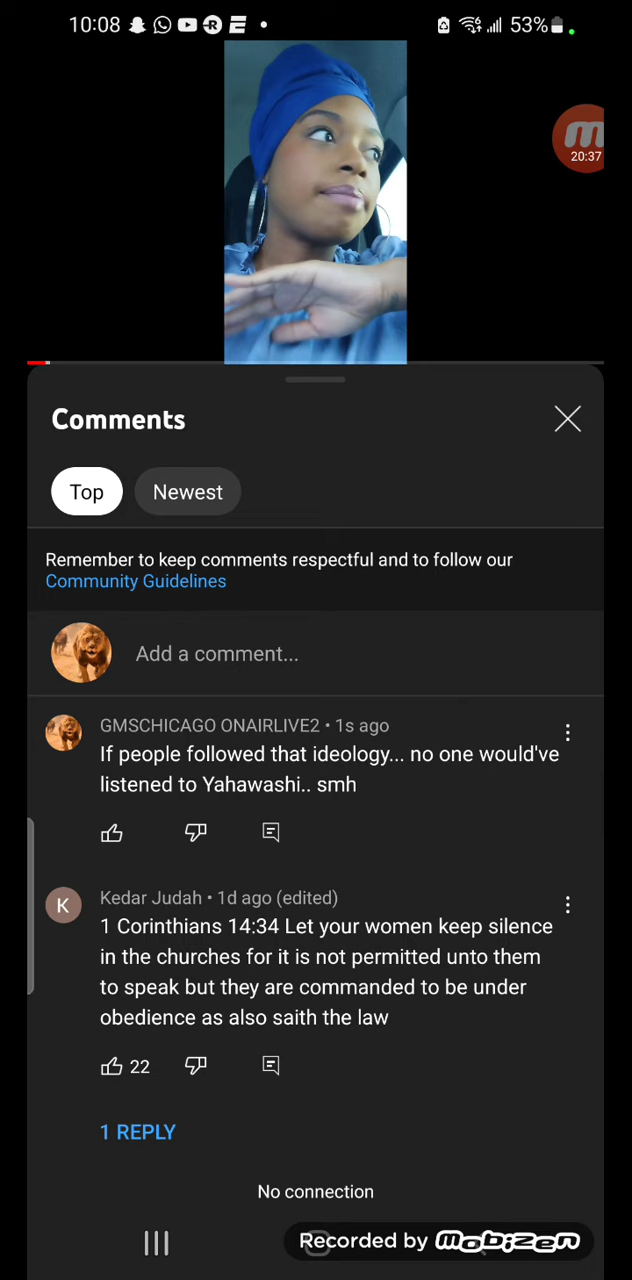 10:08 53%
20:37
Comments
Top Newest
Remember to keep comments respectful and to follow our
Community Guidelines
Add a comment...
GMSCHICAGO ONAIRLIVE2 • 1s ago
If people followed that ideology... no one would've
listened to Yahawashi.. smh
K
Kedar Judah • 1d ago (edited)
1 Corinthians 14:34 Let your women keep silence
in the churches for it is not permitted unto them
to speak but they are commanded to be under
obedience as also saith the law
22
1 REPLY
No connection
Recorded by mobizen